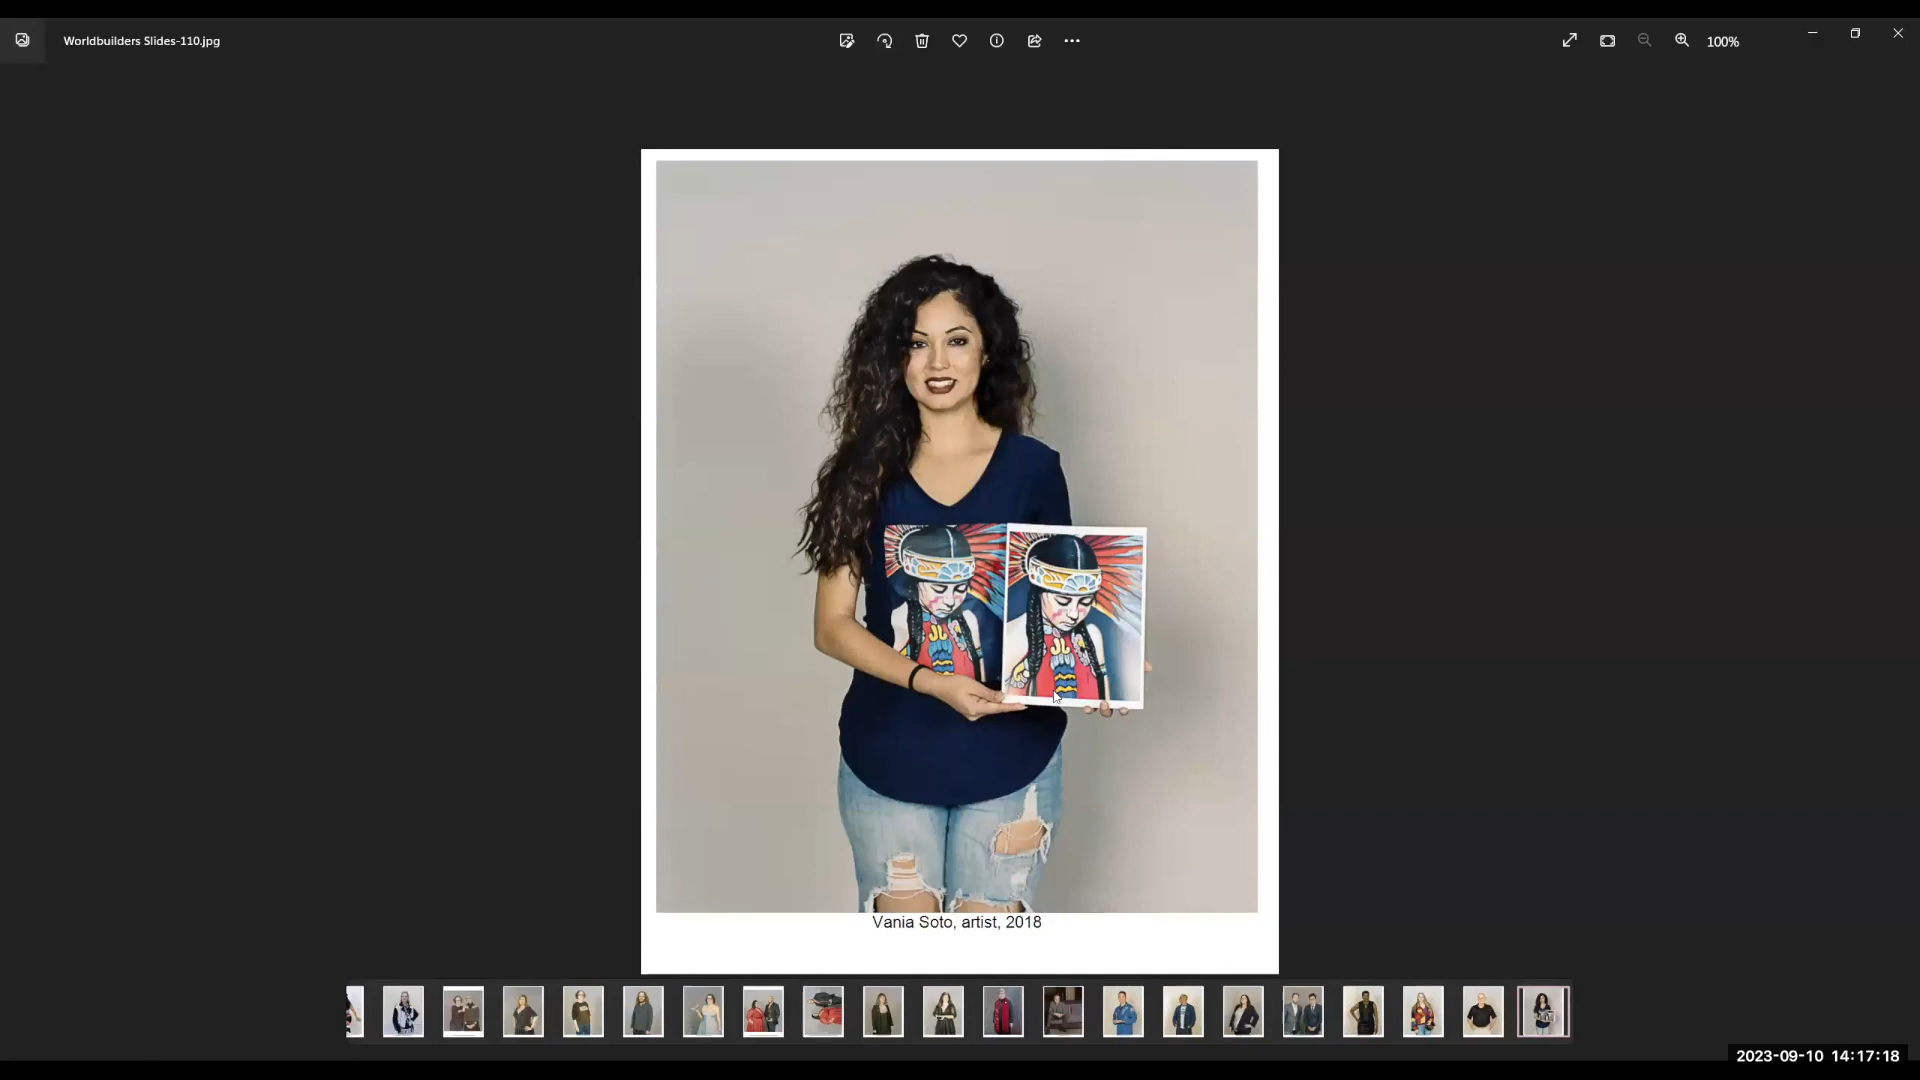 Worldbuilders Slides-110.jpg
100%
Vania Soto, artist, 2018
2023-09-10 14:17:18